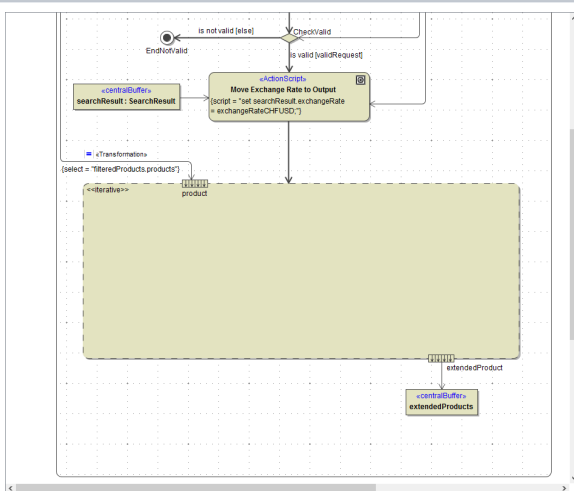 is not valid [else]
CheckValid
EndNotValid
is valid [validRequest]
«ActionScript»
Move Exchange Rate to Output
{script = "set searchResult.exchangeRate
= exchangeRateCHFUSD;"}
«centralBuffer»
searchResult : SearchResult
«Transformation»
{select = "filteredProducts.products"}
<<iterative>>
product
extendedProduct
«centralBuffer»
extendedProducts